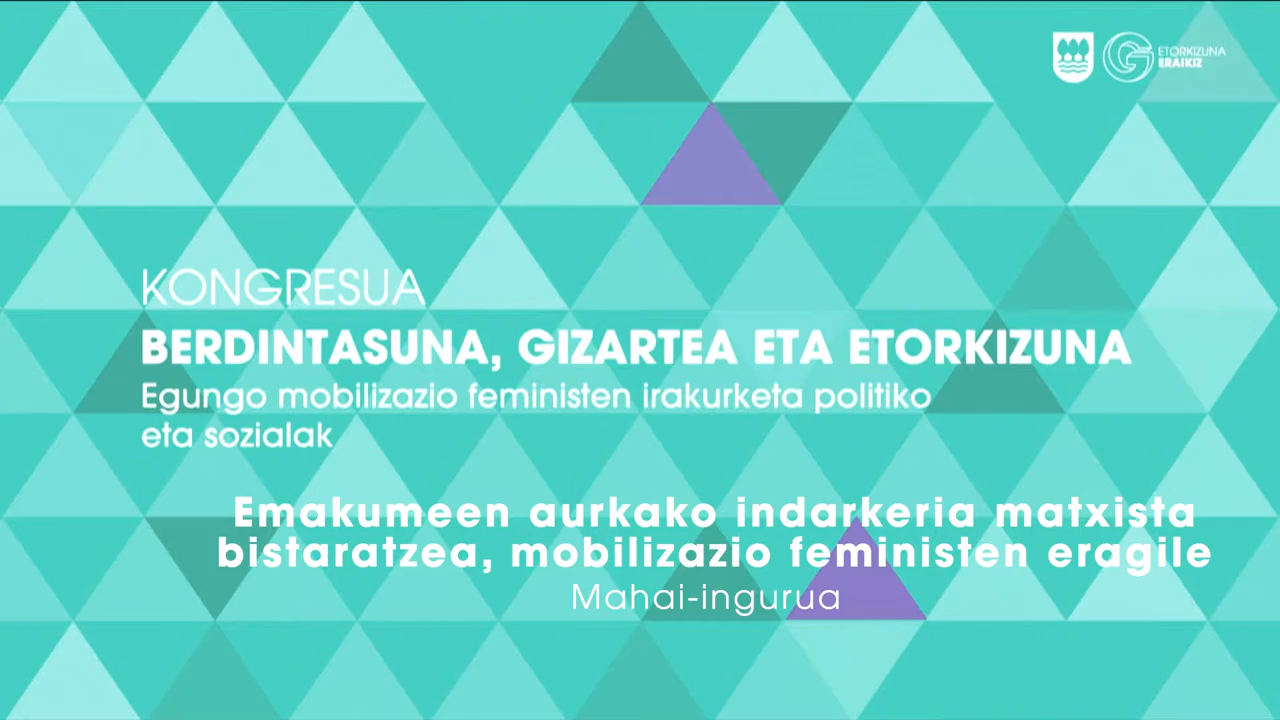 ETORKIZUNA
ERAIKIZ
KONGRESUA
BERDINTASUNA, GIZARTEA ETA ETORKIZUNA
Egungo mobilizazio feministen irakurketa politiko
eta sozialak
Emakumeen aurkako indarkeria matxista
bistaratzea, mobilizazio feministen eragile
Mahai-ingurua